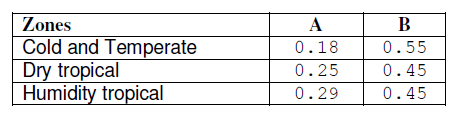 Zones A B
Cold and Temperate 0.18 0.55
Dry tropical 0.25 0.45
Humidity tropical 0.29 0.45